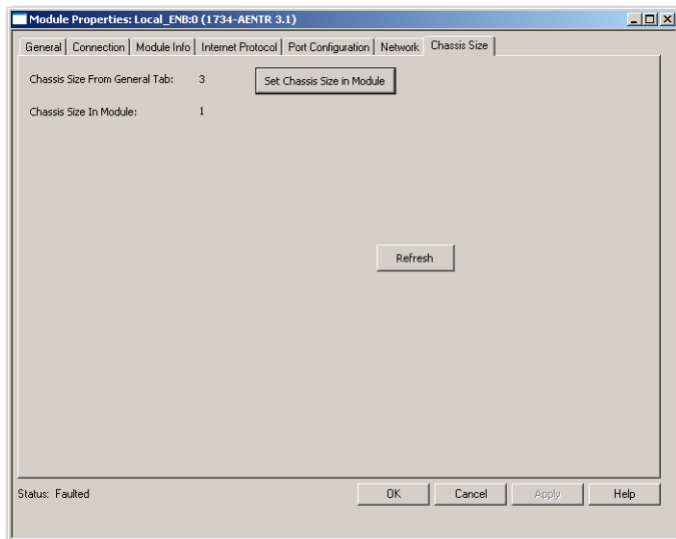 Module Properties: Local_ENB:0 (1734-AENTR 3.1)
General Connection Module Info Internet Protocol Port Configuration Network Chassis Size
Chassis Size From General Tab: 3 Set Chassis Size in Module
Chassis Size In Module: 1
Refresh
Status: Faulted OK Cancel Apply Help